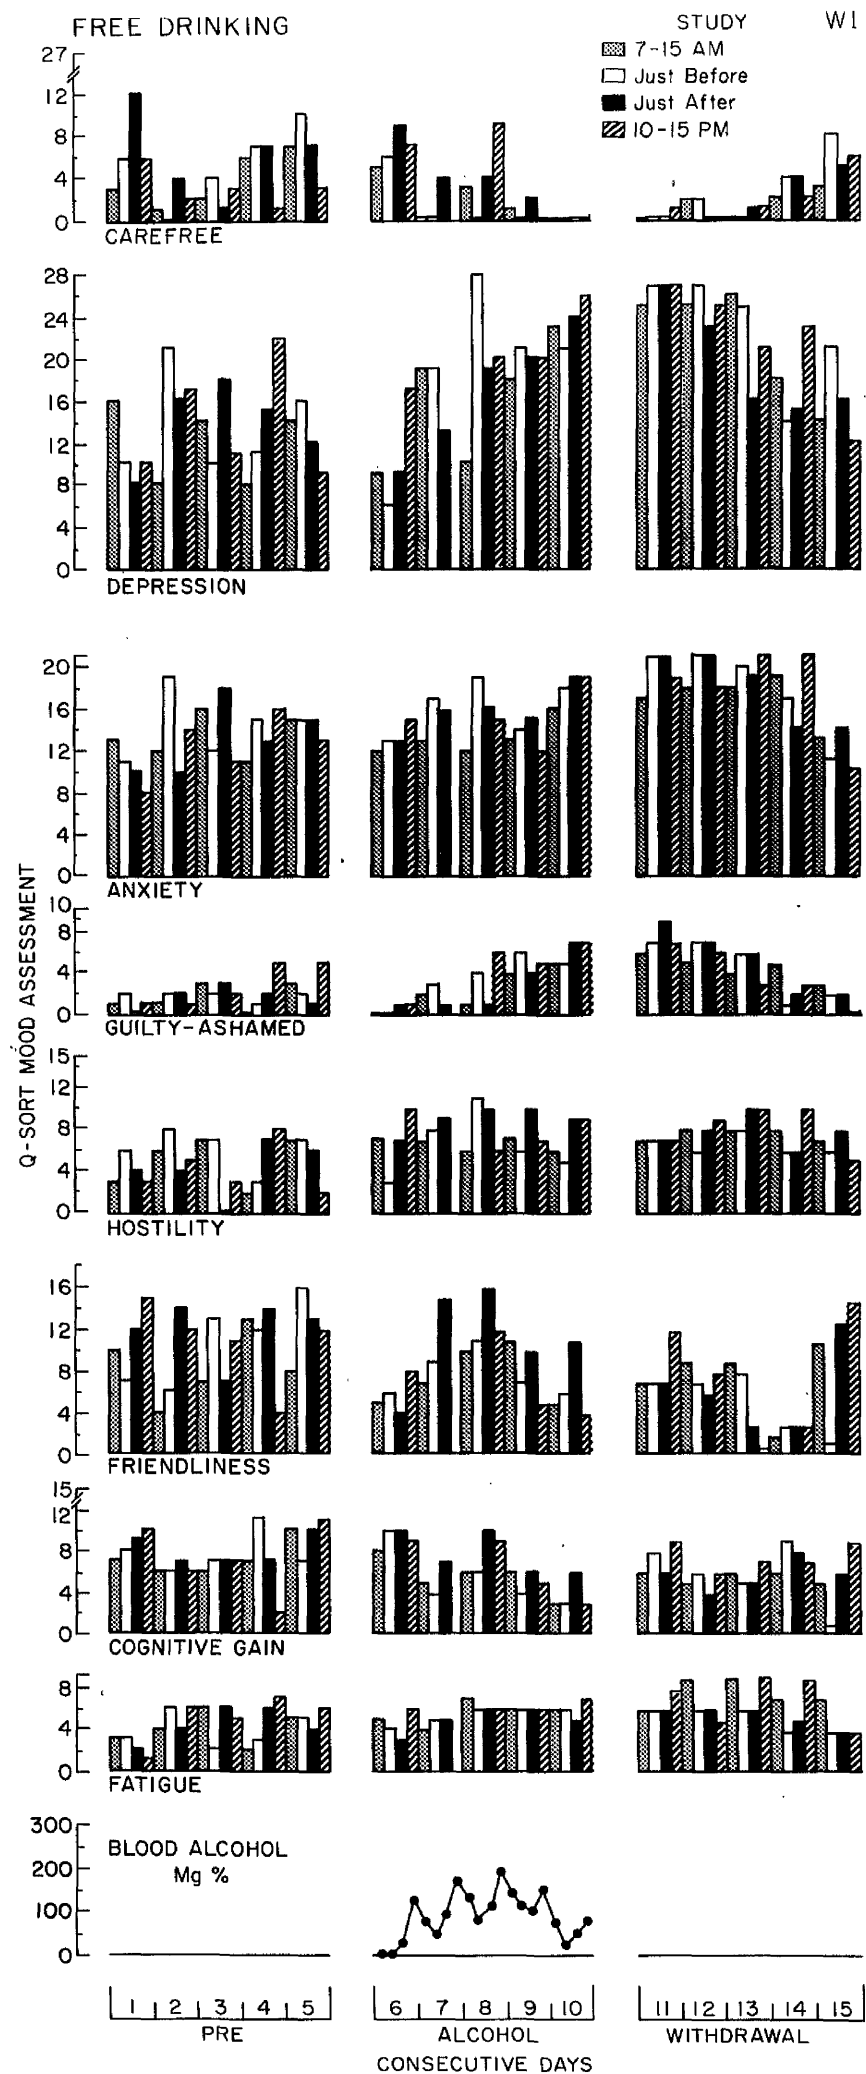 FREE DRINKING
STUDY WI
7-15 AM
Just Before
Just After
10-15 PM
27
12
8
4
0
CAREFREE
28
24
20
16
12
8
4
0
DEPRESSION
20
16
12
8
4
0
ANXIETY
10
8
4
0
GUILTY-ASHAMED
15
12
8
4
0
HOSTILITY
16
12
8
4
0
FRIENDLINESS
15
12
8
4
0
COGNITIVE GAIN
8
4
0
FATIGUE
Q-SORT MOOD ASSESSMENT
300
200
100
0
BLOOD ALCOHOL
Mg %
1 2 3 4 5 6 7 8 9 10 11 12 13 14 15
PRE ALCOHOL WITHDRAWAL
CONSECUTIVE DAYS